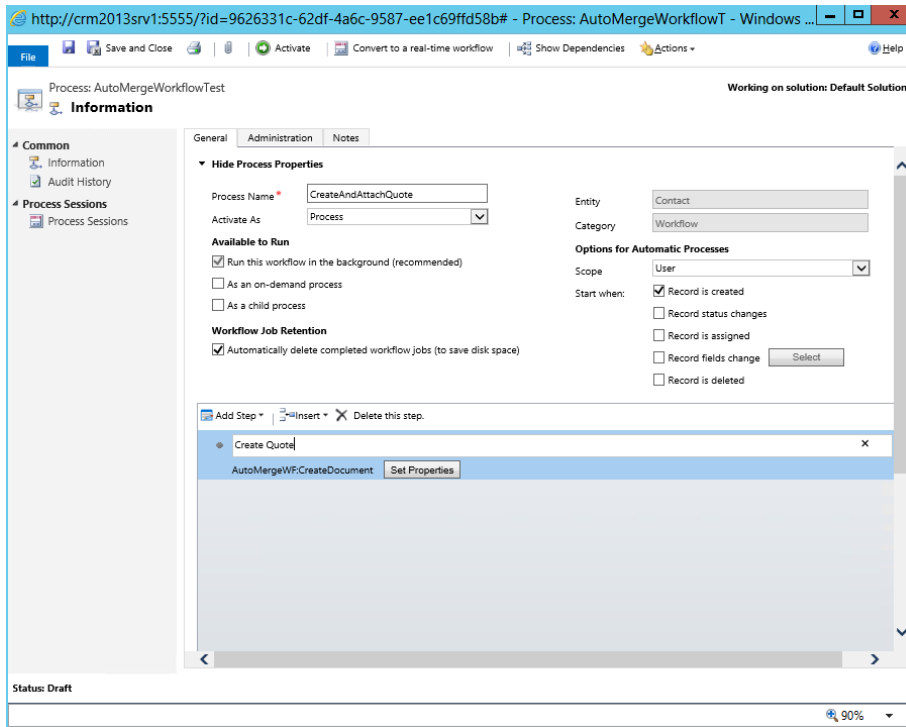 http://crm2013srv1:5555/?id=9626331c-62df-4a6c-9587-ee1c69ffd58b# - Process: AutoMergeWorkflowT - Windows ...
File
Save and Close
Activate
Convert to a real-time workflow
Show Dependencies
Actions
Help
Process: AutoMergeWorkflowTest
Information
Working on solution: Default Solution
Common
Information
Audit History
Process Sessions
Process Sessions
General Administration Notes
Hide Process Properties
Process Name * CreateAndAttachQuote
Activate As Process
Available to Run
Run this workflow in the background (recommended)
As an on-demand process
As a child process
Workflow Job Retention
Automatically delete completed workflow jobs (to save disk space)
Entity Contact
Category Workflow
Options for Automatic Processes
Scope User
Start when: Record is created
Record status changes
Record is assigned
Record fields change Select
Record is deleted
Add Step Insert Delete this step.
Create Quote
AutoMergeWF:CreateDocument Set Properties
Status: Draft
90%